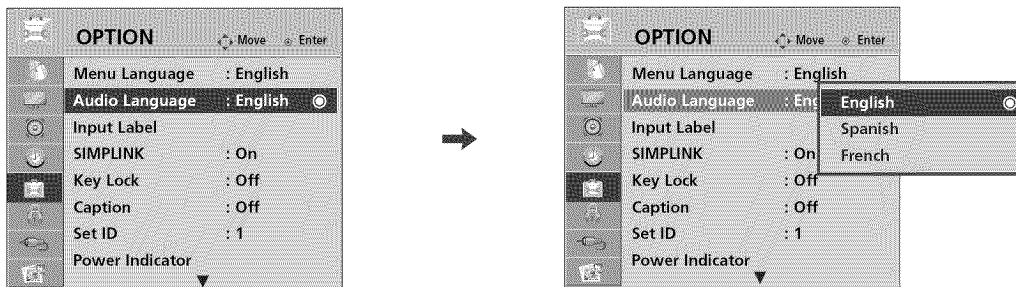 OPTION
Move Enter
Menu Language : English
Audio Language : English
Input Label
SIMPLINK : On
Key Lock : Off
Caption : Off
Set ID : 1
Power Indicator
OPTION
Move Enter
Menu Language : English
Audio Language : Eng
Input Label
SIMPLINK : On
Key Lock : Off
Caption : Off
Set ID : 1
Power Indicator
English
Spanish
French